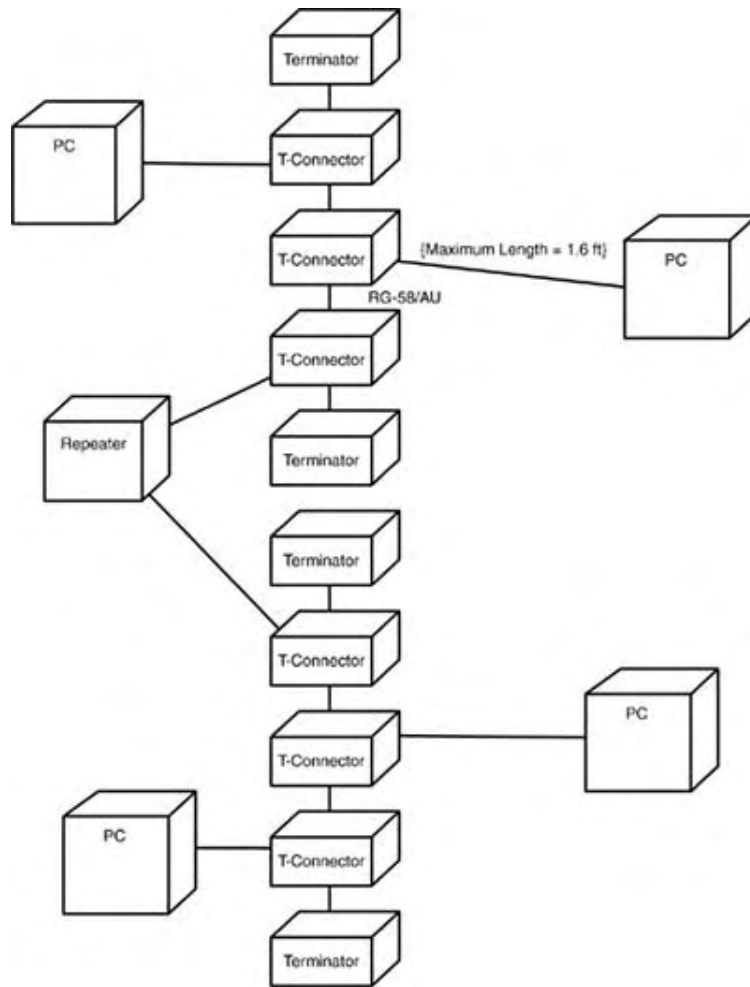 Terminator
PC
T-Connector
T-Connector
{Maximum Length = 1.6 ft}
PC
RG-58/AU
T-Connector
Repeater
Terminator
Terminator
T-Connector
PC
T-Connector
PC
T-Connector
Terminator